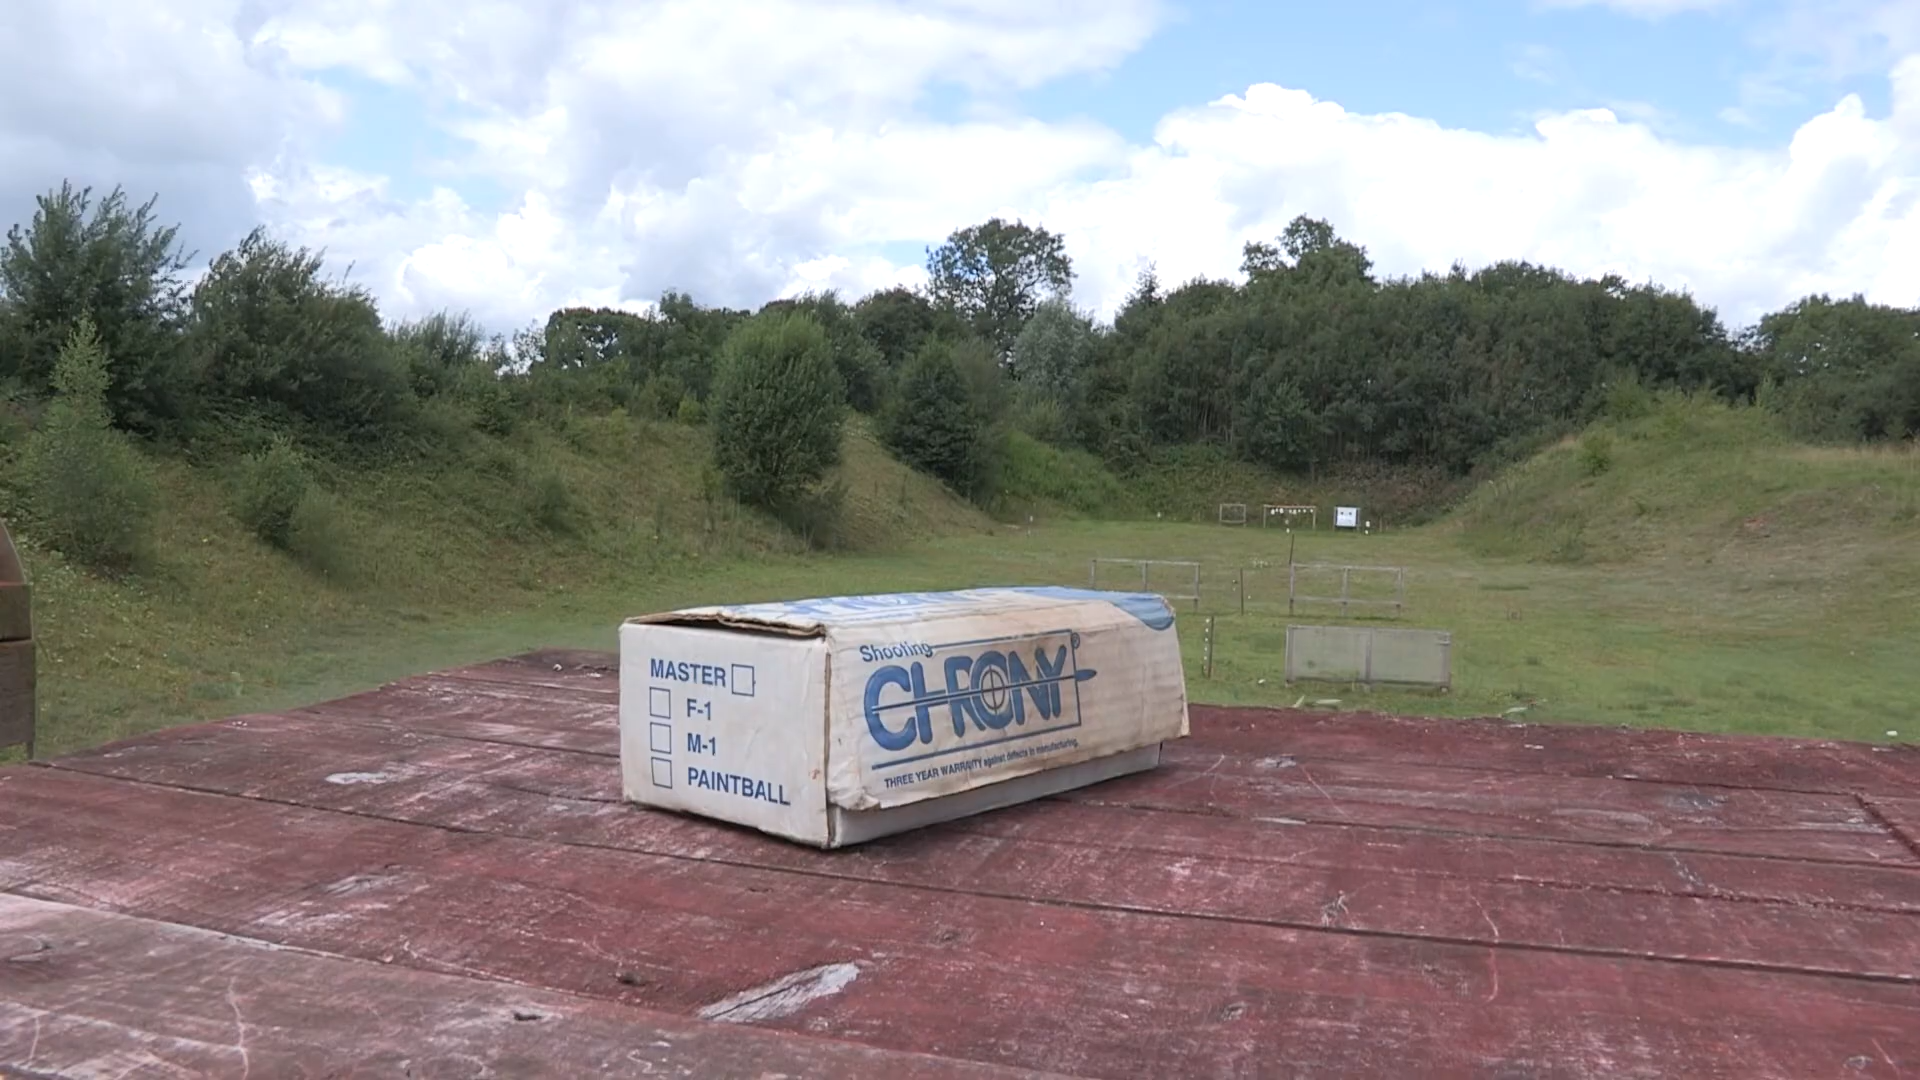 MASTER
F-1
M-1
PAINTBALL
Shooting
CHRONY®
THREE YEAR WARRANTY against defects in manufacturing.